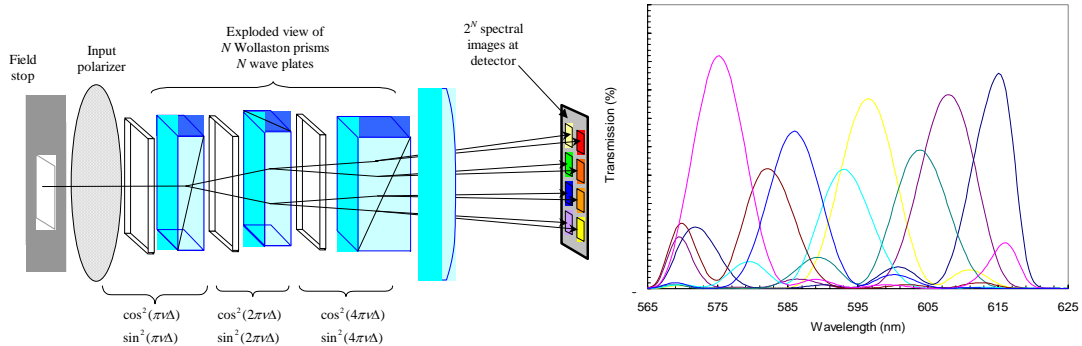 Field
stop
Input
polarizer
Exploded view of
N Wollaston prisms
N wave plates
2^N spectral
images at
detector
cos²(πνΔ)
sin²(πνΔ)
cos²(2πνΔ)
sin²(2πνΔ)
cos²(4πνΔ)
sin²(4πνΔ)
Transmission (%)
-
565 575 585 595 605 615 625
Wavelength (nm)